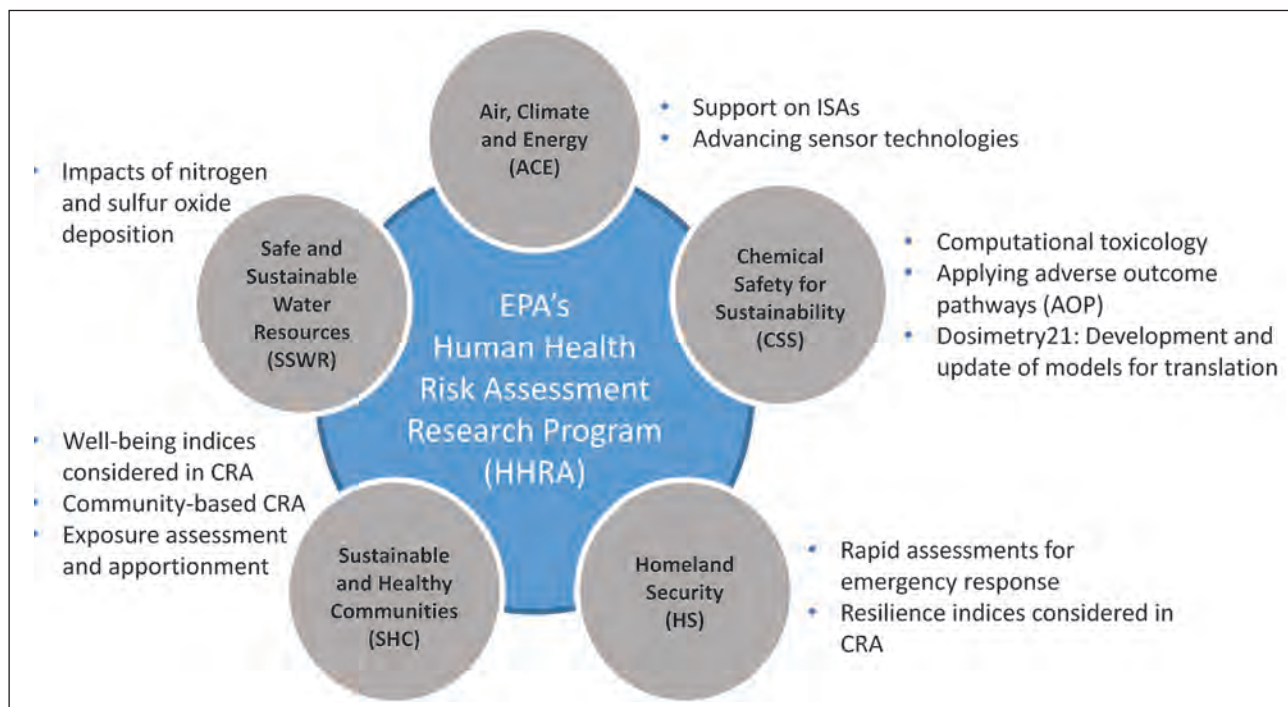 Air, Climate
and Energy
(ACE)
• Support on ISAs
• Advancing sensor technologies
• Impacts of nitrogen
and sulfur oxide
deposition
Safe and
Sustainable
Water
Resources
(SSWR)
Chemical
Safety for
Sustainability
(CSS)
• Computational toxicology
• Applying adverse outcome
pathways (AOP)
• Dosimetry21: Development and
update of models for translation
EPA's
Human Health
Risk Assessment
Research Program
(HHRA)
• Well-being indices
considered in CRA
• Community-based CRA
• Exposure assessment
and apportionment
Sustainable
and Healthy
Communities
(SHC)
Homeland
Security
(HS)
• Rapid assessments for
emergency response
• Resilience indices considered in
CRA